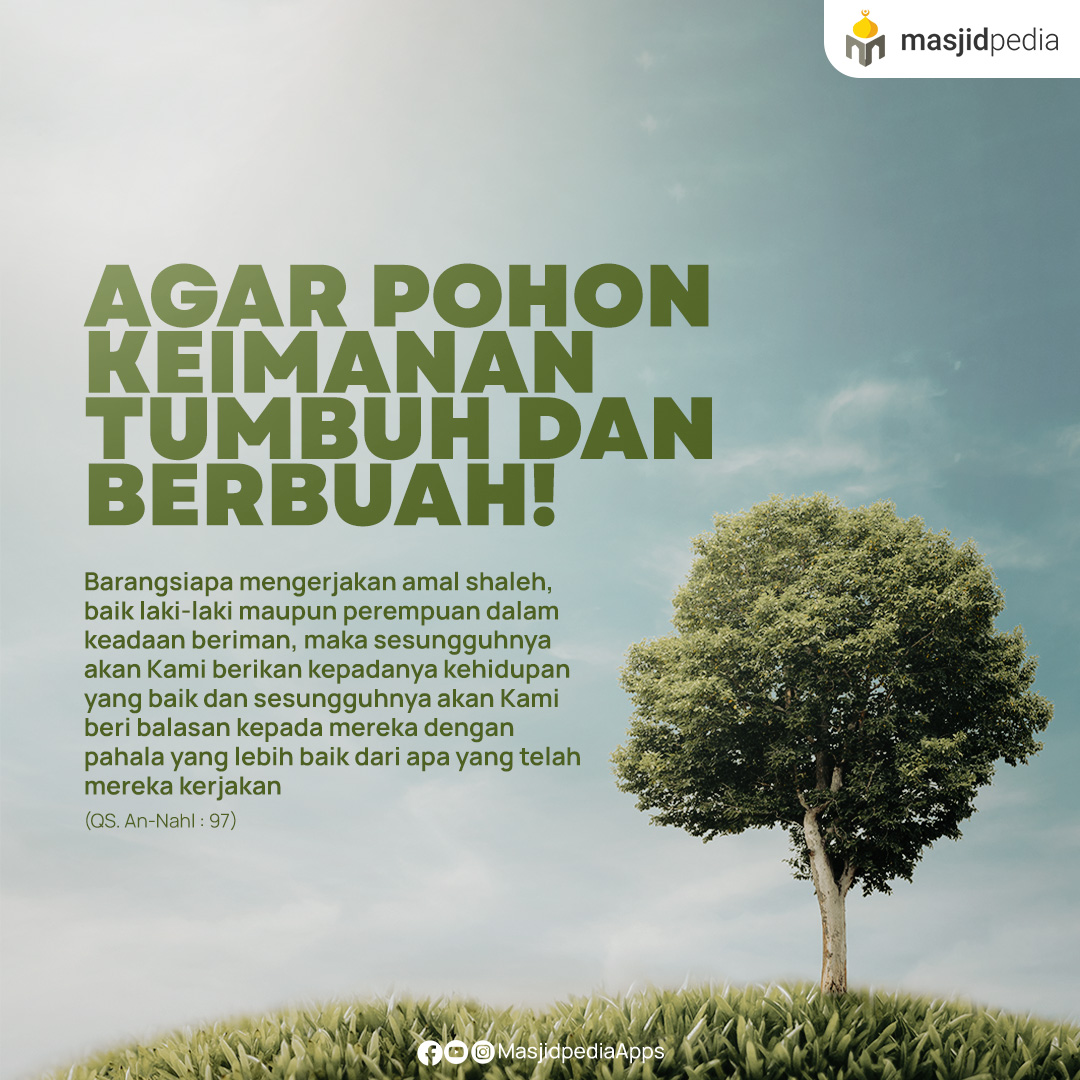 masjidpedia
AGAR POHON
KEIMANAN
TUMBUH DAN
BERBUAH!
Barangsiapa mengerjakan amal shaleh,
baik laki-laki maupun perempuan dalam
keadaan beriman, maka sesungguhnya
akan Kami berikan kepadanya kehidupan
yang baik dan sesungguhnya akan Kami
beri balasan kepada mereka dengan
pahala yang lebih baik dari apa yang telah
mereka kerjakan
(QS. An-Nahl : 97)
MasjidpediaApps